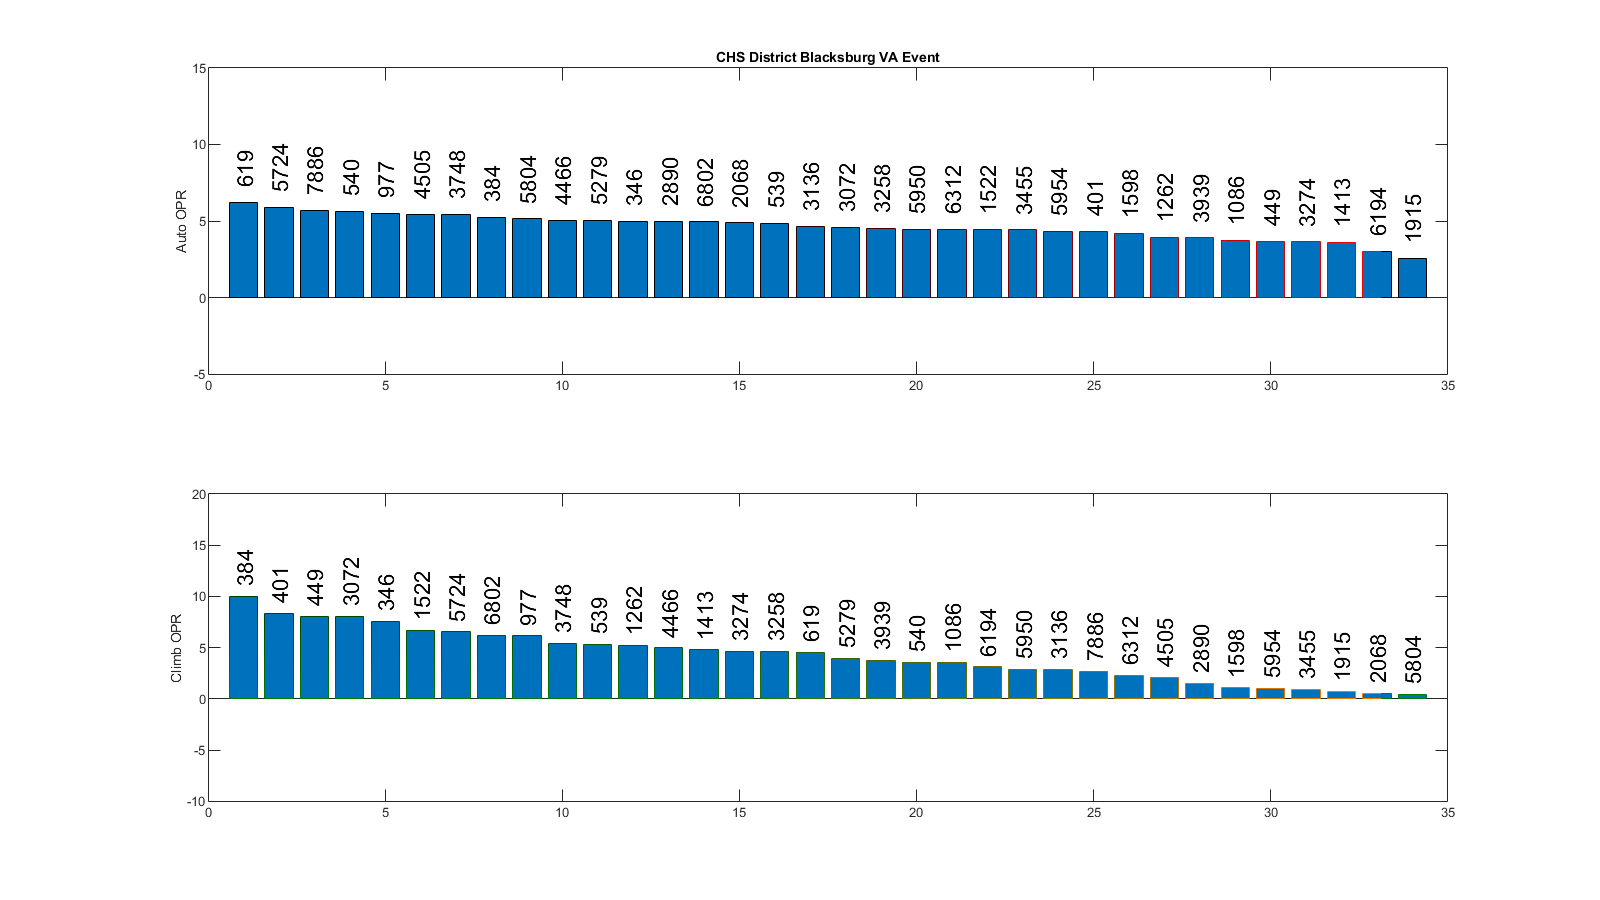 CHS District Blacksburg VA Event
15
10
5
0
-5
Auto OPR
619 5724 7886 540 977 4505 3748 384 5804 4466 5279 346 2890 6802 2068 539 3136 3072 3258 5950 6312 1522 3455 5954 401 1598 1262 3939 1086 449 3274 1413 6194 1915
0 5 10 15 20 25 30 35
20
15
10
5
0
-5
-10
Climb OPR
384 401 449 3072 346 1522 5724 6802 977 3748 539 1262 4466 1413 3274 3258 619 5279 3939 540 1086 6194 5950 3136 7886 6312 4505 2890 1598 5954 3455 1915 2068 5804
0 5 10 15 20 25 30 35